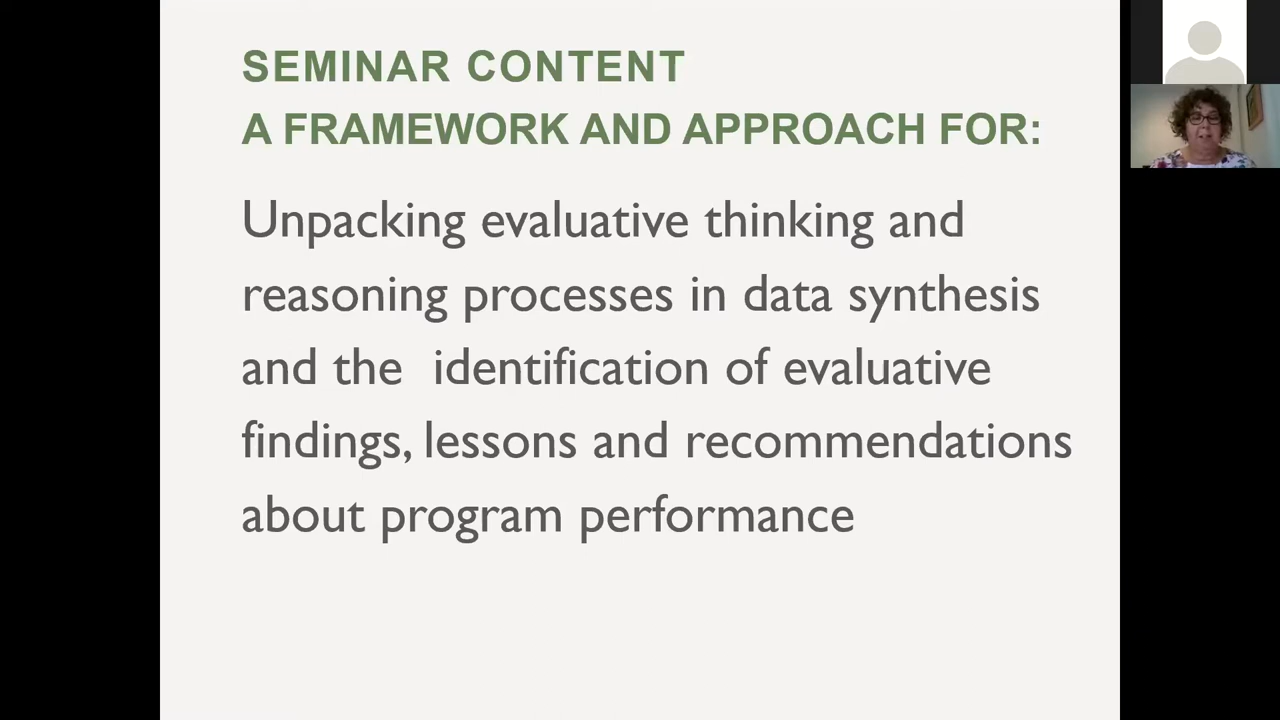 SEMINAR CONTENT
A FRAMEWORK AND APPROACH FOR:
Unpacking evaluative thinking and
reasoning processes in data synthesis
and the  identification of evaluative
findings, lessons and recommendations
about program performance